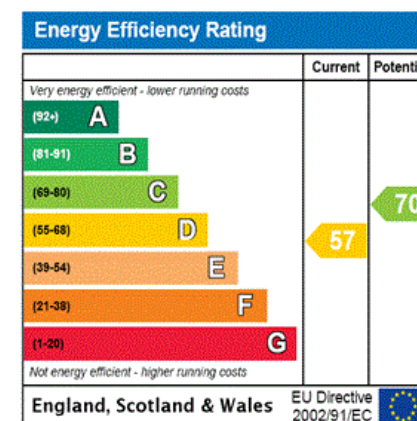 Energy Efficiency Rating
Current Potenti
Very energy efficient - lower running costs
(92+) A
(81-91) B
(69-80) C
70
(55-68) D
57
(39-54) E
(21-38) F
(1-20) G
Not energy efficient - higher running costs
England, Scotland & Wales
EU Directive
2002/91/EC